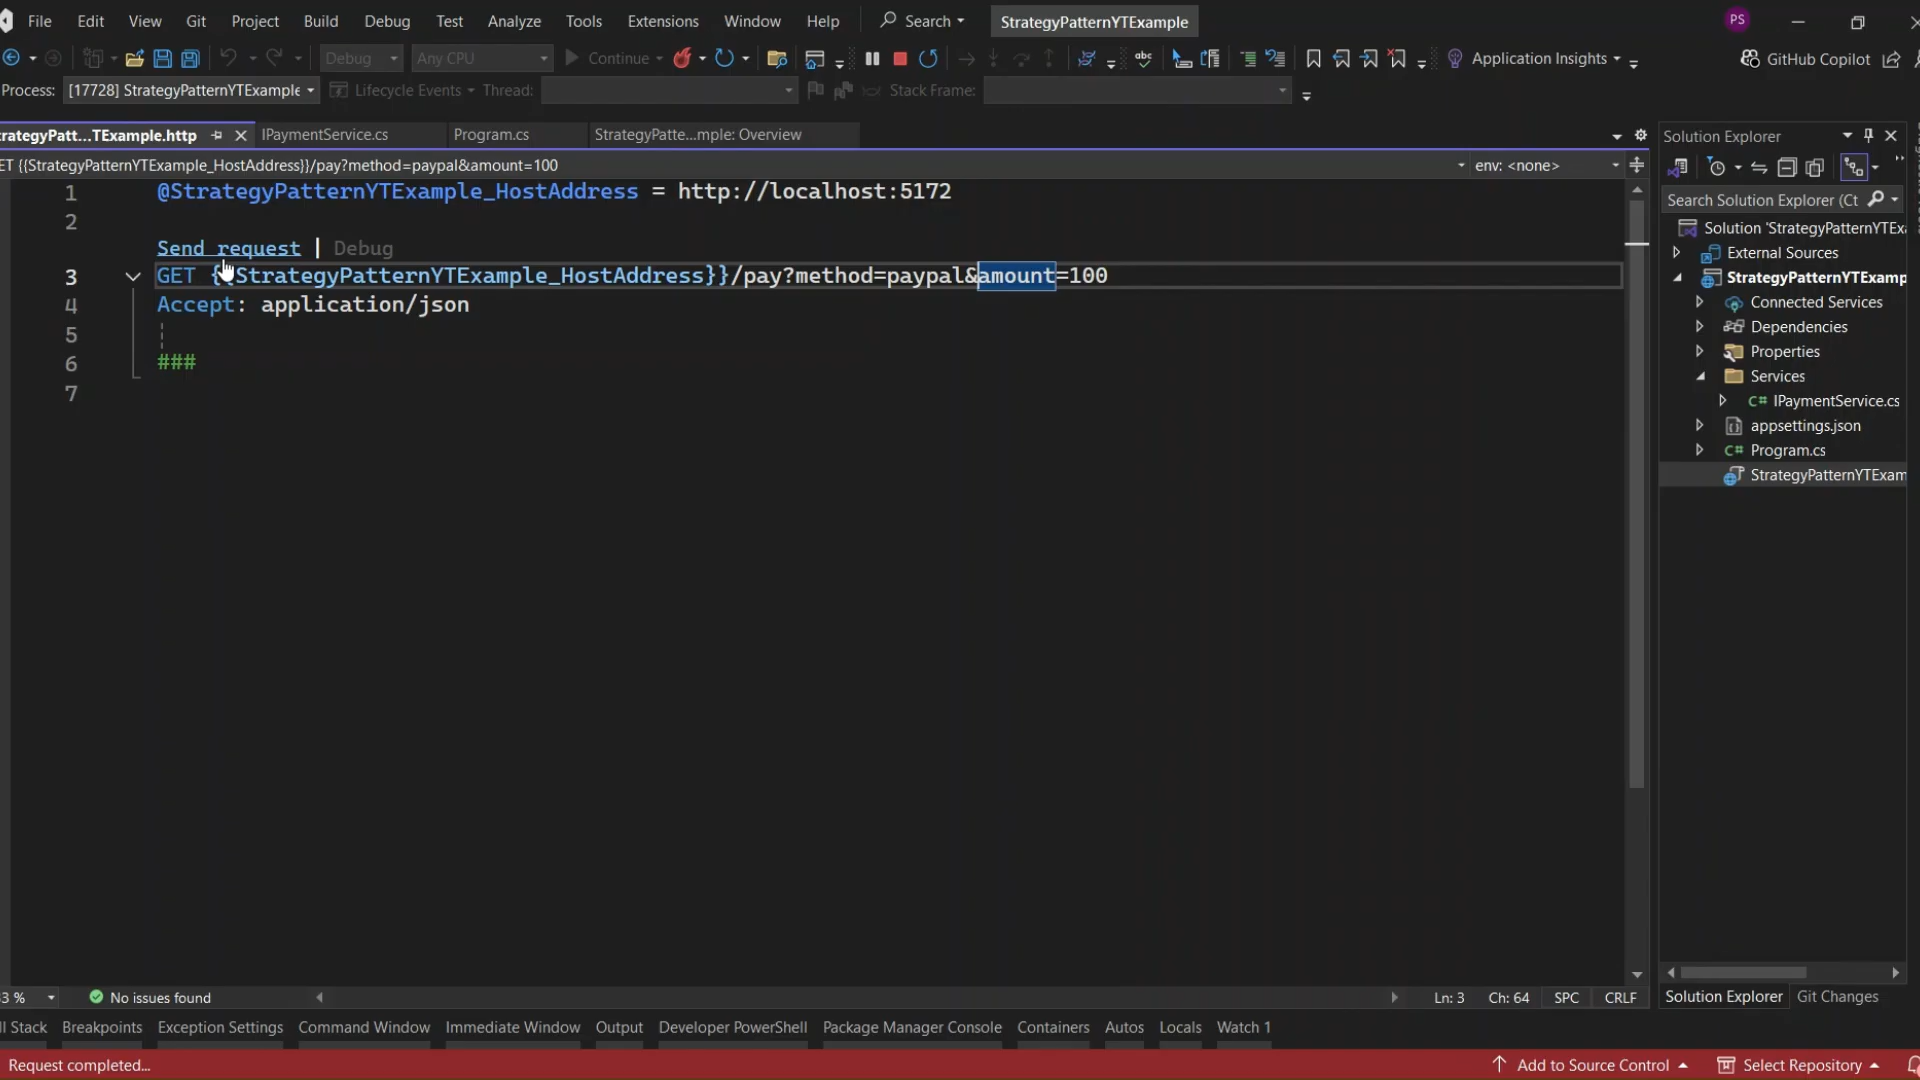 File Edit View Git Project Build Debug Test Analyze Tools Extensions Window Help Search StrategyPatternYTExample PS
Debug Any CPU Continue Application Insights GitHub Copilot
Process: [17728] StrategyPatternYTExample Lifecycle Events Thread: Stack Frame:
rategyPatt...TExample.http IPaymentService.cs Program.cs StrategyPatte...mple: Overview
ET {{StrategyPatternYTExample_HostAddress}}/pay?method=paypal&amount=100 env: <none>
1 @StrategyPatternYTExample_HostAddress = http://localhost:5172
2
Send request | Debug
3 GET {{StrategyPatternYTExample_HostAddress}}/pay?method=paypal&amount=100
4 Accept: application/json
5
6 ###
7
Solution Explorer
Search Solution Explorer (Ct
Solution 'StrategyPatternYTExa
External Sources
StrategyPatternYTExamp
Connected Services
Dependencies
Properties
Services
C# IPaymentService.cs
appsettings.json
C# Program.cs
StrategyPatternYTExam
3 % No issues found Ln: 3 Ch: 64 SPC CRLF
Solution Explorer Git Changes
ll Stack Breakpoints Exception Settings Command Window Immediate Window Output Developer PowerShell Package Manager Console Containers Autos Locals Watch 1
Request completed... Add to Source Control Select Repository